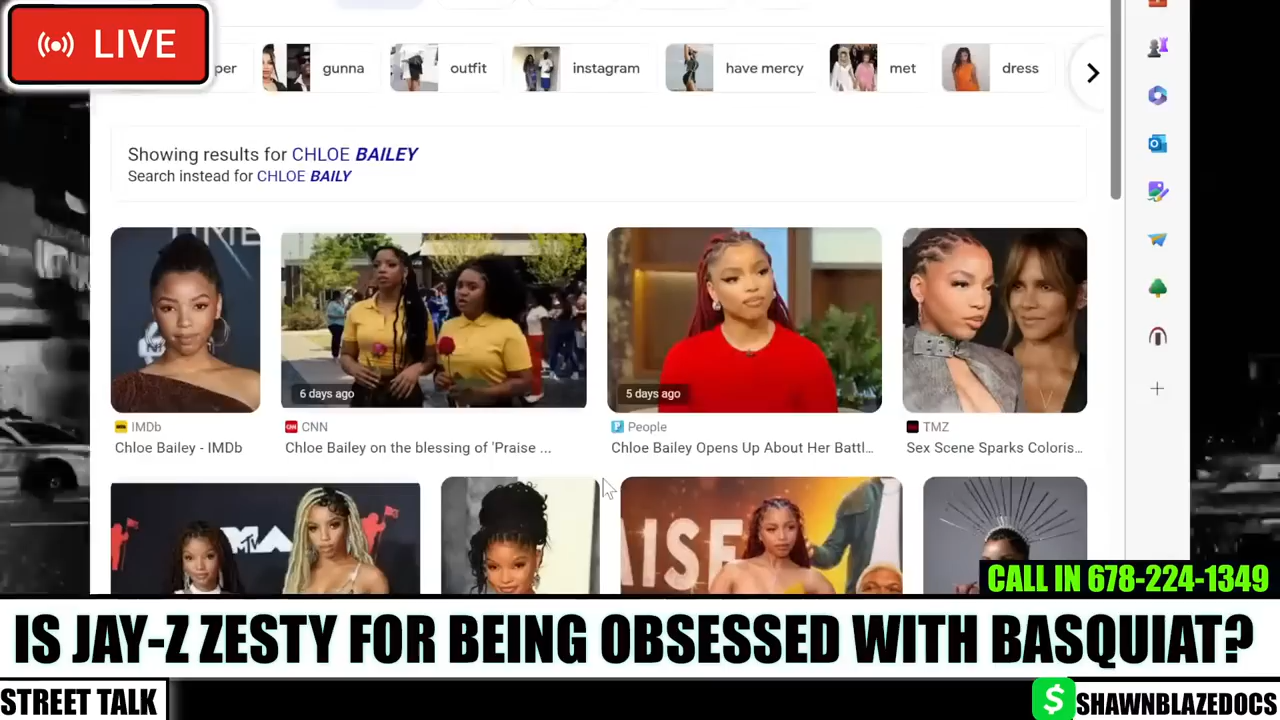 LIVE
per
gunna
outfit
instagram
have mercy
met
dress
Showing results for CHLOE BAILEY
Search instead for CHLOE BAILY
6 days ago
5 days ago
IMDb
CNN
People
TMZ
Chloe Bailey - IMDb
Chloe Bailey on the blessing of 'Praise ...
Chloe Bailey Opens Up About Her Battl...
Sex Scene Sparks Coloris...
MTV
AISE
CALL IN 678-224-1349
IS JAY-Z ZESTY FOR BEING OBSESSED WITH BASQUIAT?
STREET TALK
$ SHAWNBLAZEDOCS